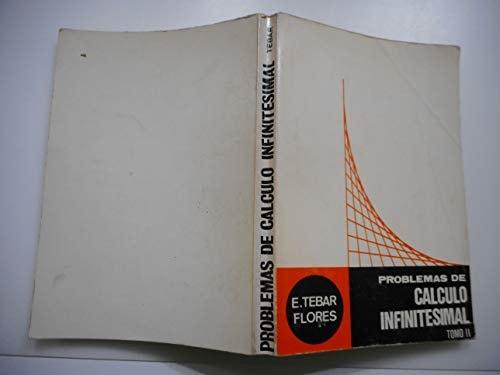 TEBAR
PROBLEMAS DE CALCULO INFINITESIMAL
E.TEBAR
FLORES
PROBLEMAS DE
CALCULO
INFINITESIMAL
TOMO II